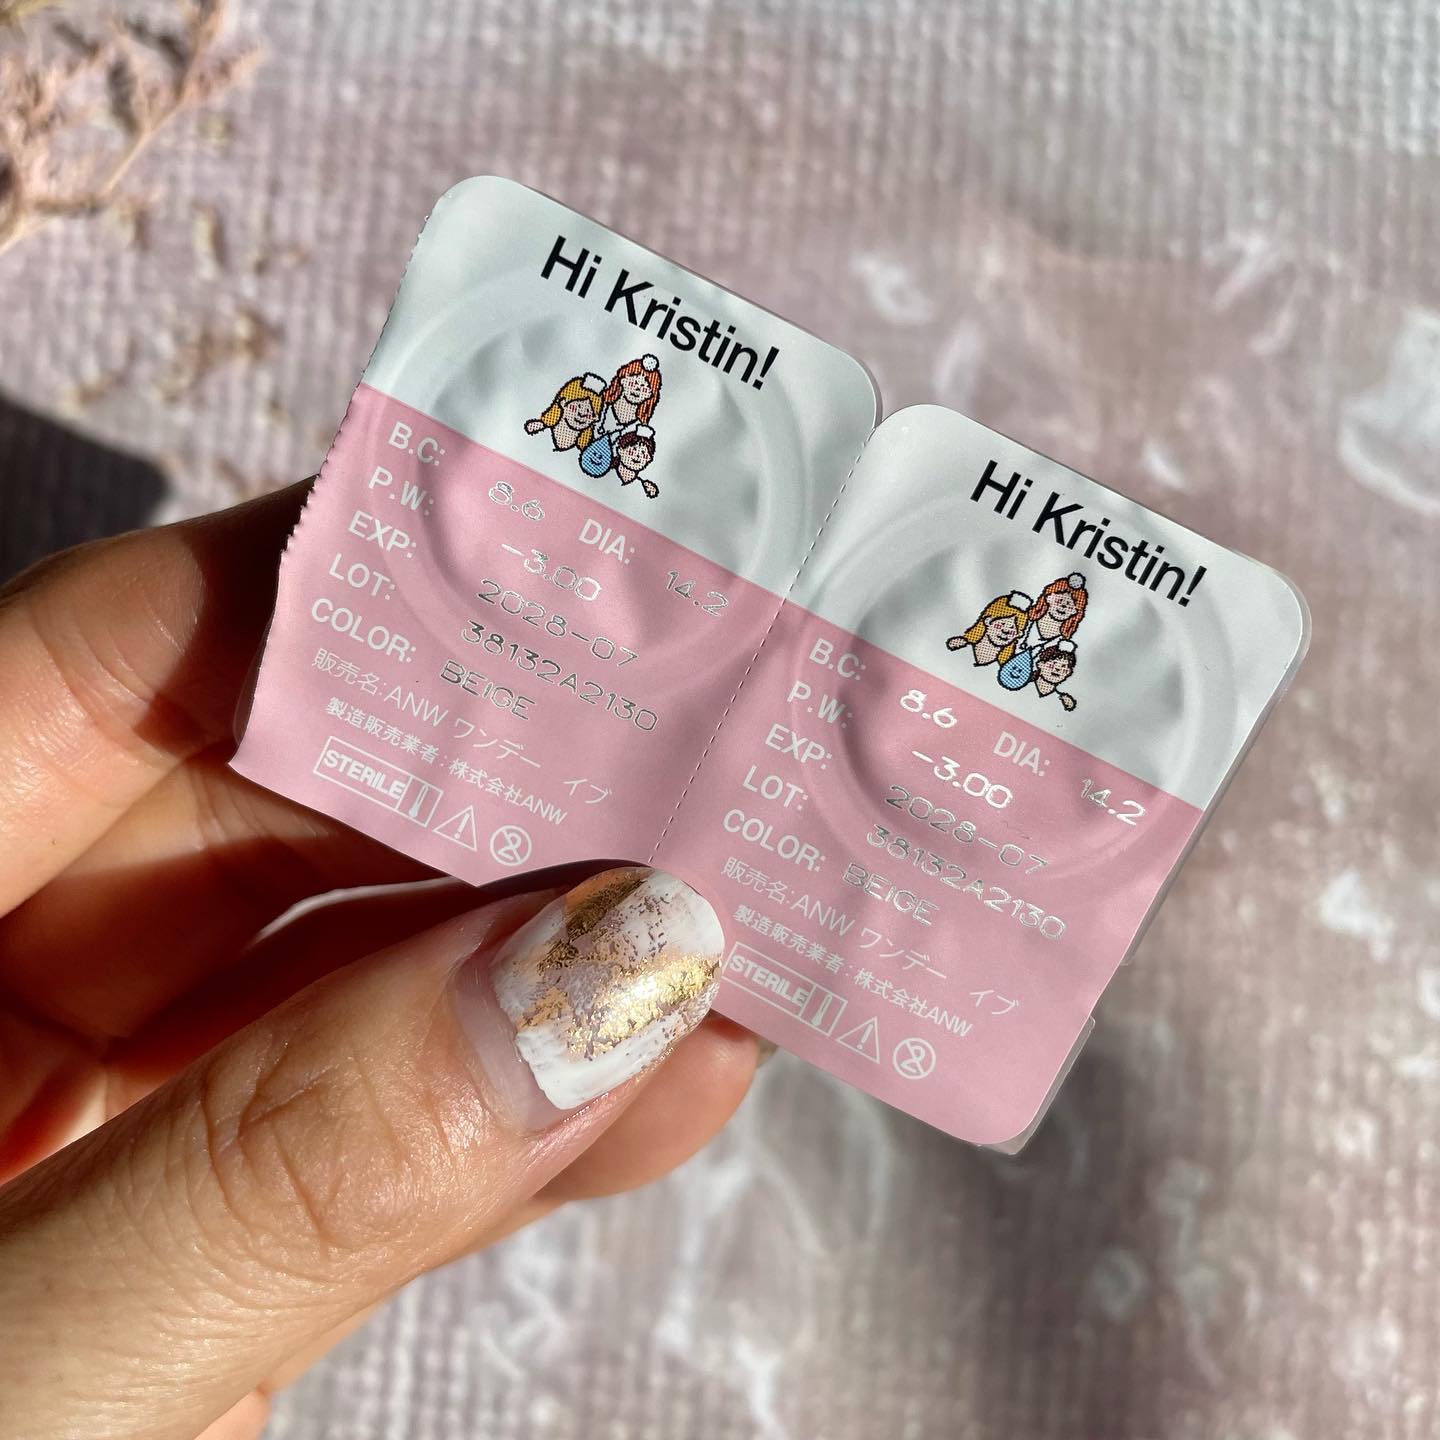 Hi Kristin!
B.C: 8.6 DIA: 14.2
P.W: -3.00
EXP: 2028-07
LOT: 38132A2130
COLOR: BEIGE
販売名:ANW ワンデー イブ
製造販売業者:株式会社ANW
STERILE
2
Hi Kristin!
B.C: 8.6 DIA: 14.2
P.W: -3.00
EXP: 2028-07
LOT: 38132A2130
COLOR: BEIGE
販売名:ANW ワンデー イブ
製造販売業者:株式会社ANW
STERILE
2